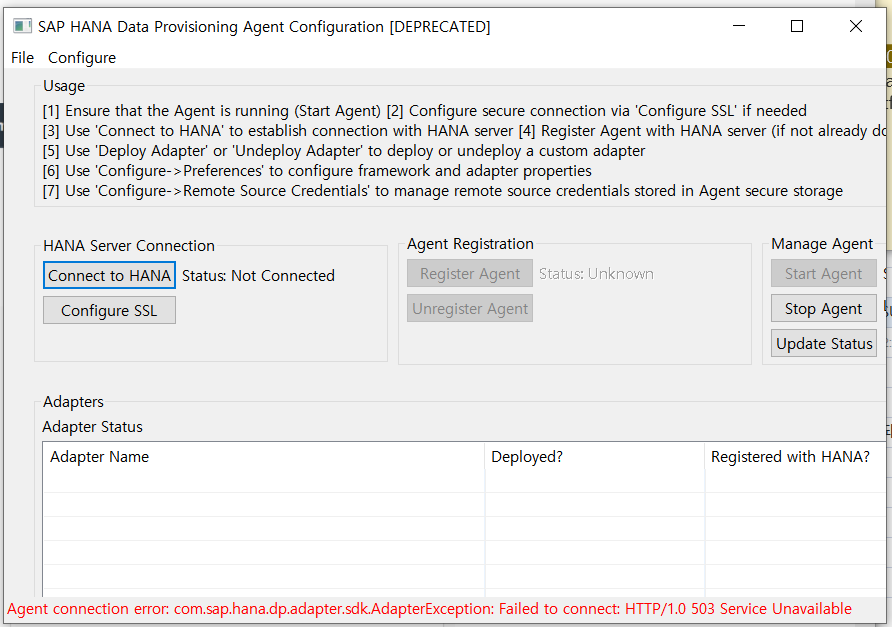 SAP HANA Data Provisioning Agent Configuration [DEPRECATED]
File Configure
Usage
[1] Ensure that the Agent is running (Start Agent) [2] Configure secure connection via 'Configure SSL' if needed
[3] Use 'Connect to HANA' to establish connection with HANA server [4] Register Agent with HANA server (if not already do
[5] Use 'Deploy Adapter' or 'Undeploy Adapter' to deploy or undeploy a custom adapter
[6] Use 'Configure->Preferences' to configure framework and adapter properties
[7] Use 'Configure->Remote Source Credentials' to manage remote source credentials stored in Agent secure storage
HANA Server Connection
Connect to HANA Status: Not Connected
Configure SSL
Agent Registration
Register Agent Status: Unknown
Unregister Agent
Manage Agent
Start Agent
Stop Agent
Update Status
Adapters
Adapter Status
Adapter Name Deployed? Registered with HANA?
Agent connection error: com.sap.hana.dp.adapter.sdk.AdapterException: Failed to connect: HTTP/1.0 503 Service Unavailable